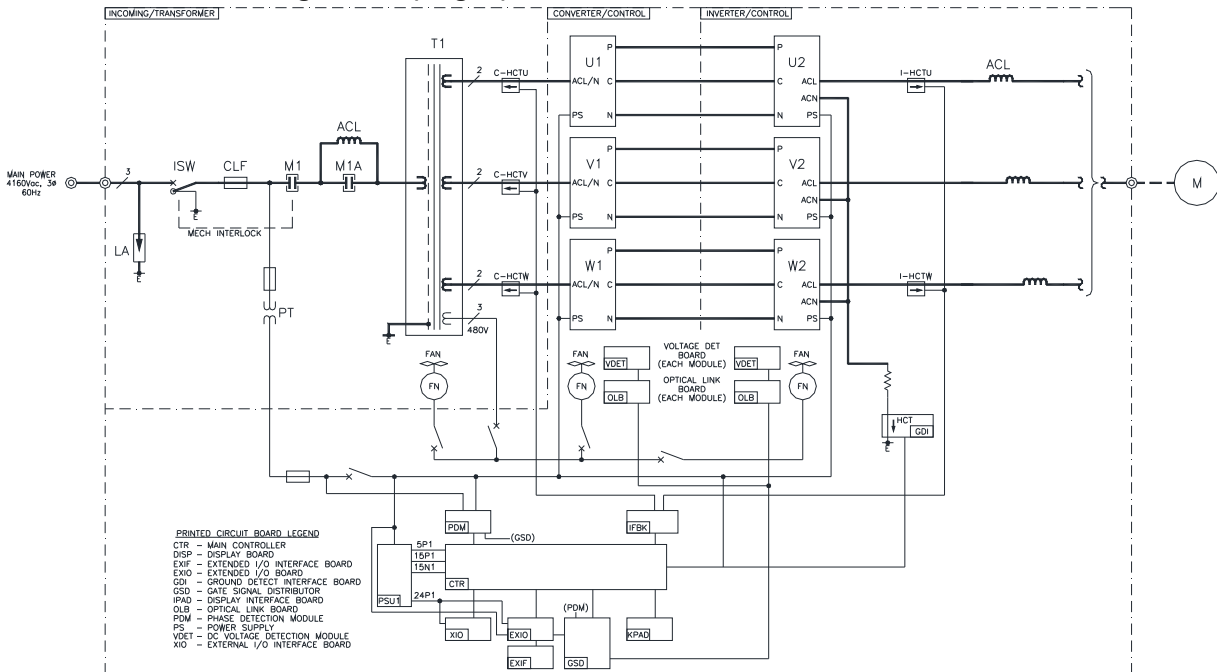 INCOMING/TRANSFORMER
CONVERTER/CONTROL
INVERTER/CONTROL
T1
P
P
U1
U2
2
C-HCTU
ACL/N
C
C
ACL
I-HCTU
ACL
ACN
PS
N
N
PS
ACL
MAIN POWER
4160Vac, 3ø
60Hz
3
ISW
CLF
M1
M1A
P
P
V1
V2
2
C-HCTV
ACL/N
C
C
ACL
ACN
PS
N
N
PS
M
E
MECH INTERLOCK
LA
E
P
P
W1
W2
2
C-HCTW
ACL/N
C
C
ACL
I-HCTW
ACN
PS
N
N
PS
PT
3
480V
E
FAN
FN
FAN
FN
VDET
VOLTAGE DET
BOARD
(EACH MODULE)
VDET
OLB
OPTICAL LINK
BOARD
(EACH MODULE)
OLB
FAN
FN
HCT
GDI
E
PDM
(GSD)
IFBK
5P1
15P1
15N1
CTR
PSU1
24P1
XIO
EXIO
(PDM)
KPAD
EXIF
GSD
PRINTED CIRCUIT BOARD LEGEND
CTR – MAIN CONTROLLER
DISP – DISPLAY BOARD
EXIF – EXTENDED I/O INTERFACE BOARD
EXIO – EXTENDED I/O BOARD
GDI – GROUND DETECT INTERFACE BOARD
GSD – GATE SIGNAL DISTRIBUTOR
IPAD – DISPLAY INTERFACE BOARD
OLB – OPTICAL LINK BOARD
PDM – PHASE DETECTION MODULE
PS – POWER SUPPLY
VDET – DC VOLTAGE DETECTION MODULE
XIO – EXTERNAL I/O INTERFACE BOARD